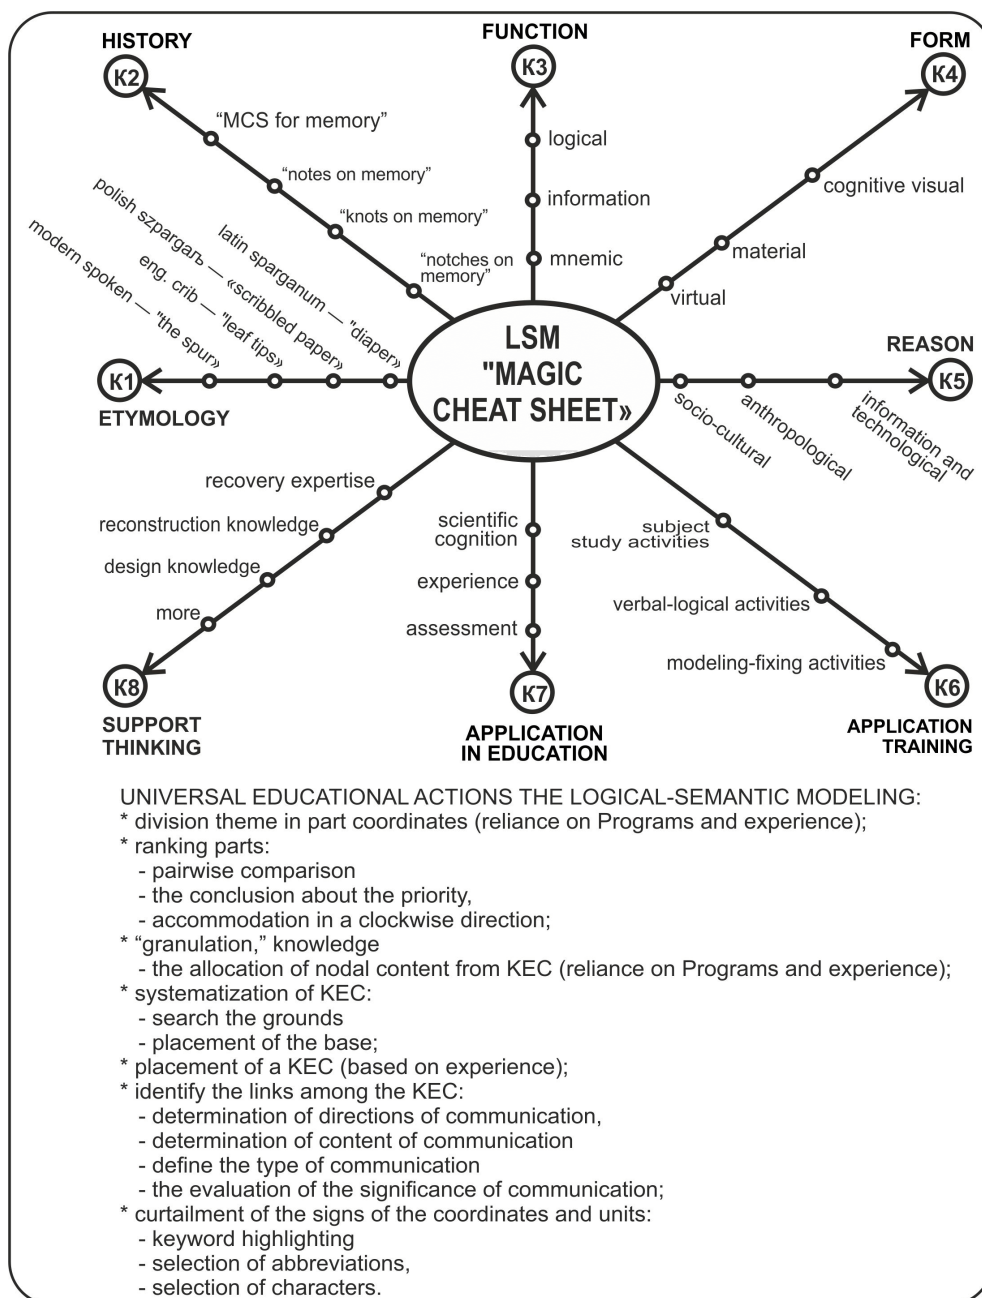 HISTORY
K2
"MCS for memory"
"notes on memory"
"knots on memory"
"notches on
memory"
FUNCTION
K3
logical
information
mnemic
FORM
K4
cognitive visual
material
virtual
modern spoken — "the spur»
eng. crib — "leaf tips»
polish szpargaљ — «scribbled paper»
latin sparganum — "diaper»
K1
ETYMOLOGY
LSM
"MAGIC
CHEAT SHEET»
REASON
K5
socio-cultural
anthropological
information and
technological
recovery expertise
reconstruction knowledge
design knowledge
more
K8
SUPPORT
THINKING
scientific
cognition
experience
assessment
K7
APPLICATION
IN EDUCATION
subject
study activities
verbal-logical activities
modeling-fixing activities
K6
APPLICATION
TRAINING
UNIVERSAL EDUCATIONAL ACTIONS THE LOGICAL-SEMANTIC MODELING:
* division theme in part coordinates (reliance on Programs and experience);
* ranking parts:
- pairwise comparison
- the conclusion about the priority,
- accommodation in a clockwise direction;
* "granulation," knowledge
- the allocation of nodal content from KEC (reliance on Programs and experience);
* systematization of KEC:
- search the grounds
- placement of the base;
* placement of a KEC (based on experience);
* identify the links among the KEC:
- determination of directions of communication,
- determination of content of communication
- define the type of communication
- the evaluation of the significance of communication;
* curtailment of the signs of the coordinates and units:
- keyword highlighting
- selection of abbreviations,
- selection of characters.